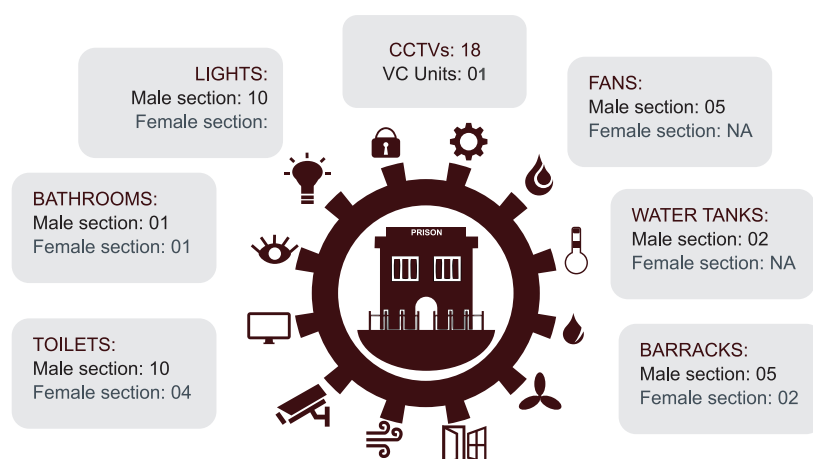 CCTVs: 18
VC Units: 01
LIGHTS:
Male section: 10
Female section:
FANS:
Male section: 05
Female section: NA
BATHROOMS:
Male section: 01
Female section: 01
WATER TANKS:
Male section: 02
Female section: NA
PRISON
TOILETS:
Male section: 10
Female section: 04
BARRACKS:
Male section: 05
Female section: 02